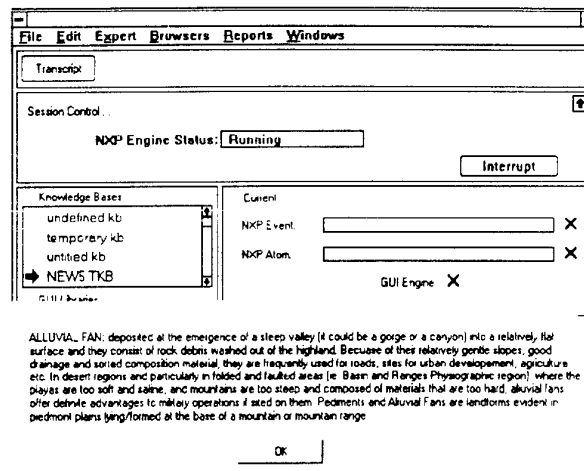 File Edit Expert Browsers Reports Windows
Transcript
Session Control . .
NXP Engine Status: Running
Interrupt
Knowledge Bases
undefined kb
temporary kb
untitled kb
NEWSTKB
Current
NXP Event.
NXP Atom.
GUI Engine
GUI Libraries
ALLUVIAL FAN: deposited at the emergence of a steep valley (it could be a gorge or a canyon) into a relatively flat
surface and they consist of rock debris washed out of the highland. Becuase of their relatively gentle slopes, good
drainage and sorted composition material, they are frequently used for roads, sites for urban developement, agriculture
etc. In desert regions and particularly in folded and faulted areas (ie. Basin and Ranges Physiographic region) where the
playas are too soft and saline, and mountains are too steep and composed of materials that are too hard, alluvial fans
offer definite advantages to military operations if sited on them. Pediments and Alluvial Fans are landforms evident in
piedmont plains lying/formed at the base of a mountain or mountain range
OK